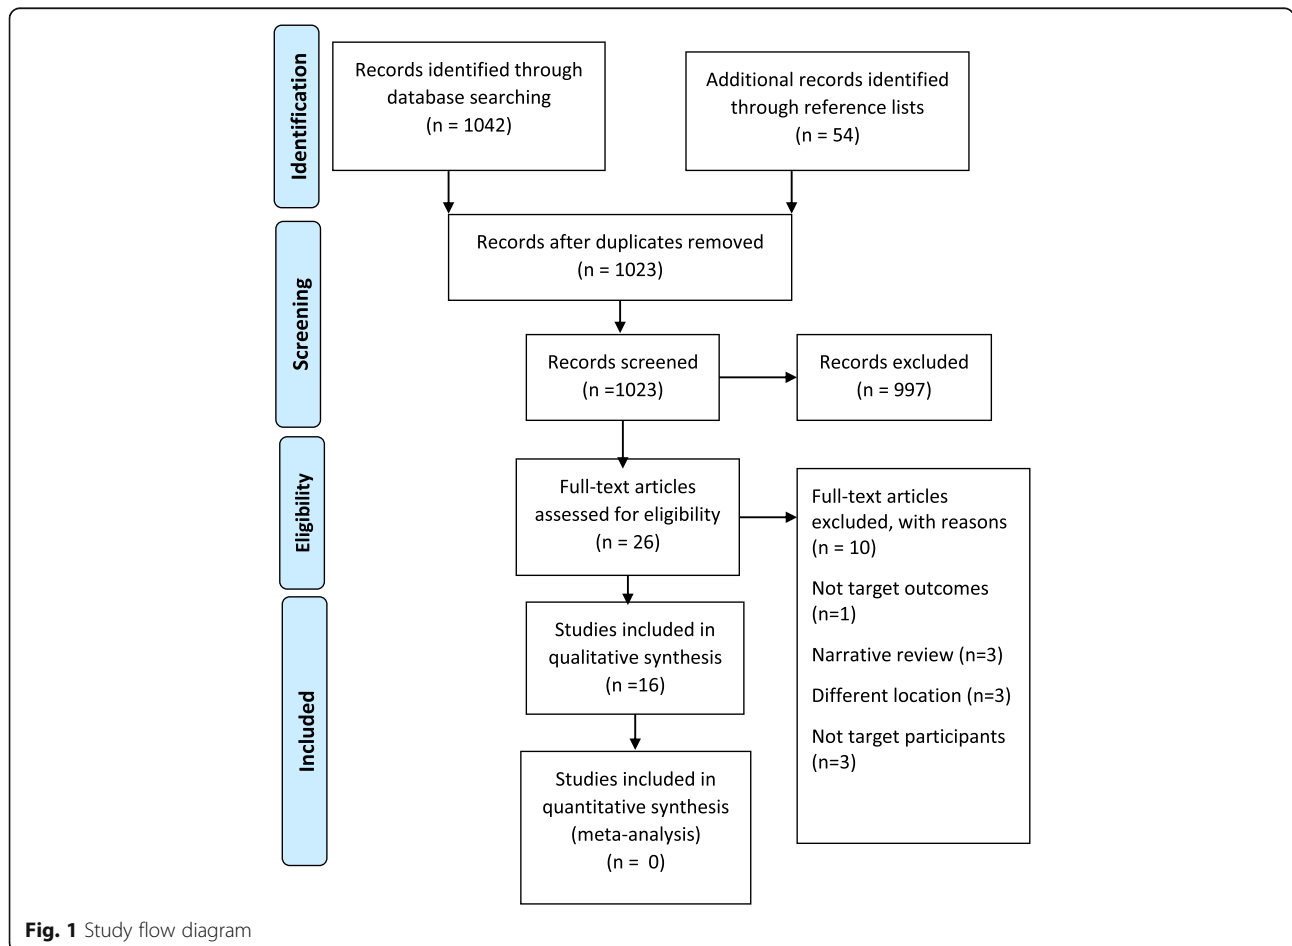 Identification
Records identified through
database searching
(n = 1042)
Additional records identified
through reference lists
(n = 54)
Screening
Records after duplicates removed
(n = 1023)
Records screened
(n =1023)
Records excluded
(n = 997)
Eligibility
Full-text articles
assessed for eligibility
(n = 26)
Full-text articles
excluded, with reasons
(n = 10)
Not target outcomes
(n=1)
Narrative review (n=3)
Different location (n=3)
Not target participants
(n=3)
Included
Studies included in
qualitative synthesis
(n =16)
Studies included in
quantitative synthesis
(meta-analysis)
(n = 0)
Fig. 1 Study flow diagram